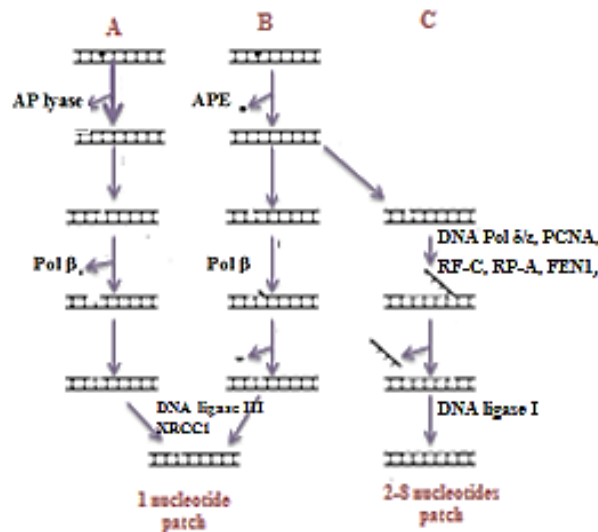 A
B
C
AP lyase
APE
Pol β,
Pol β
DNA Pol δ/ε, PCNA,
RF-C, RP-A, FEN1,
DNA ligase III
XRCC1
DNA ligase I
1 nucleotide
patch
2-8 nucleotides
patch